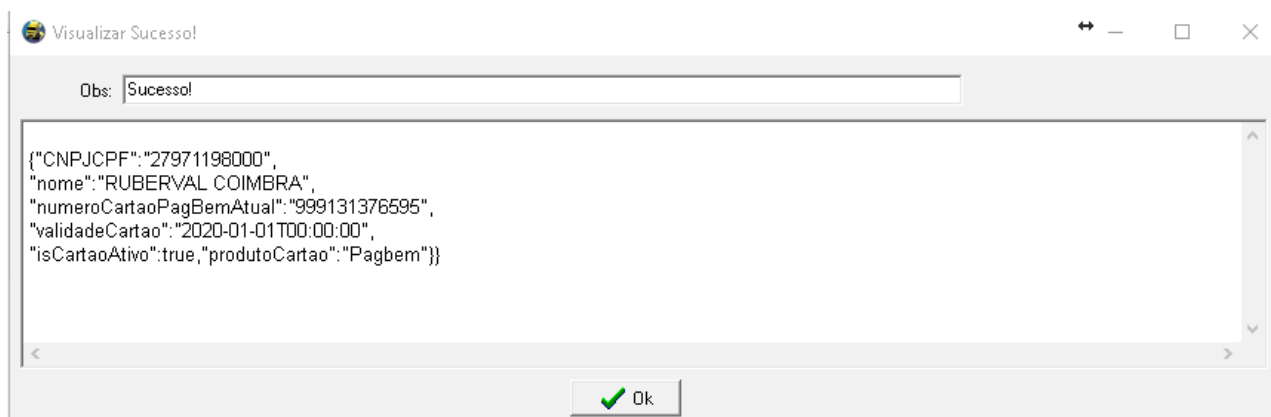 Visualizar Sucesso!
Obs: Sucesso!
{"CNPJCPF":"27971198000",
"nome":"RUBERVAL COIMBRA",
"numeroCartaoPagBemAtual":"999131376595",
"validadeCartao":"2020-01-01T00:00:00",
"isCartaoAtivo":true,"produtoCartao":"Pagbem"}}
Ok